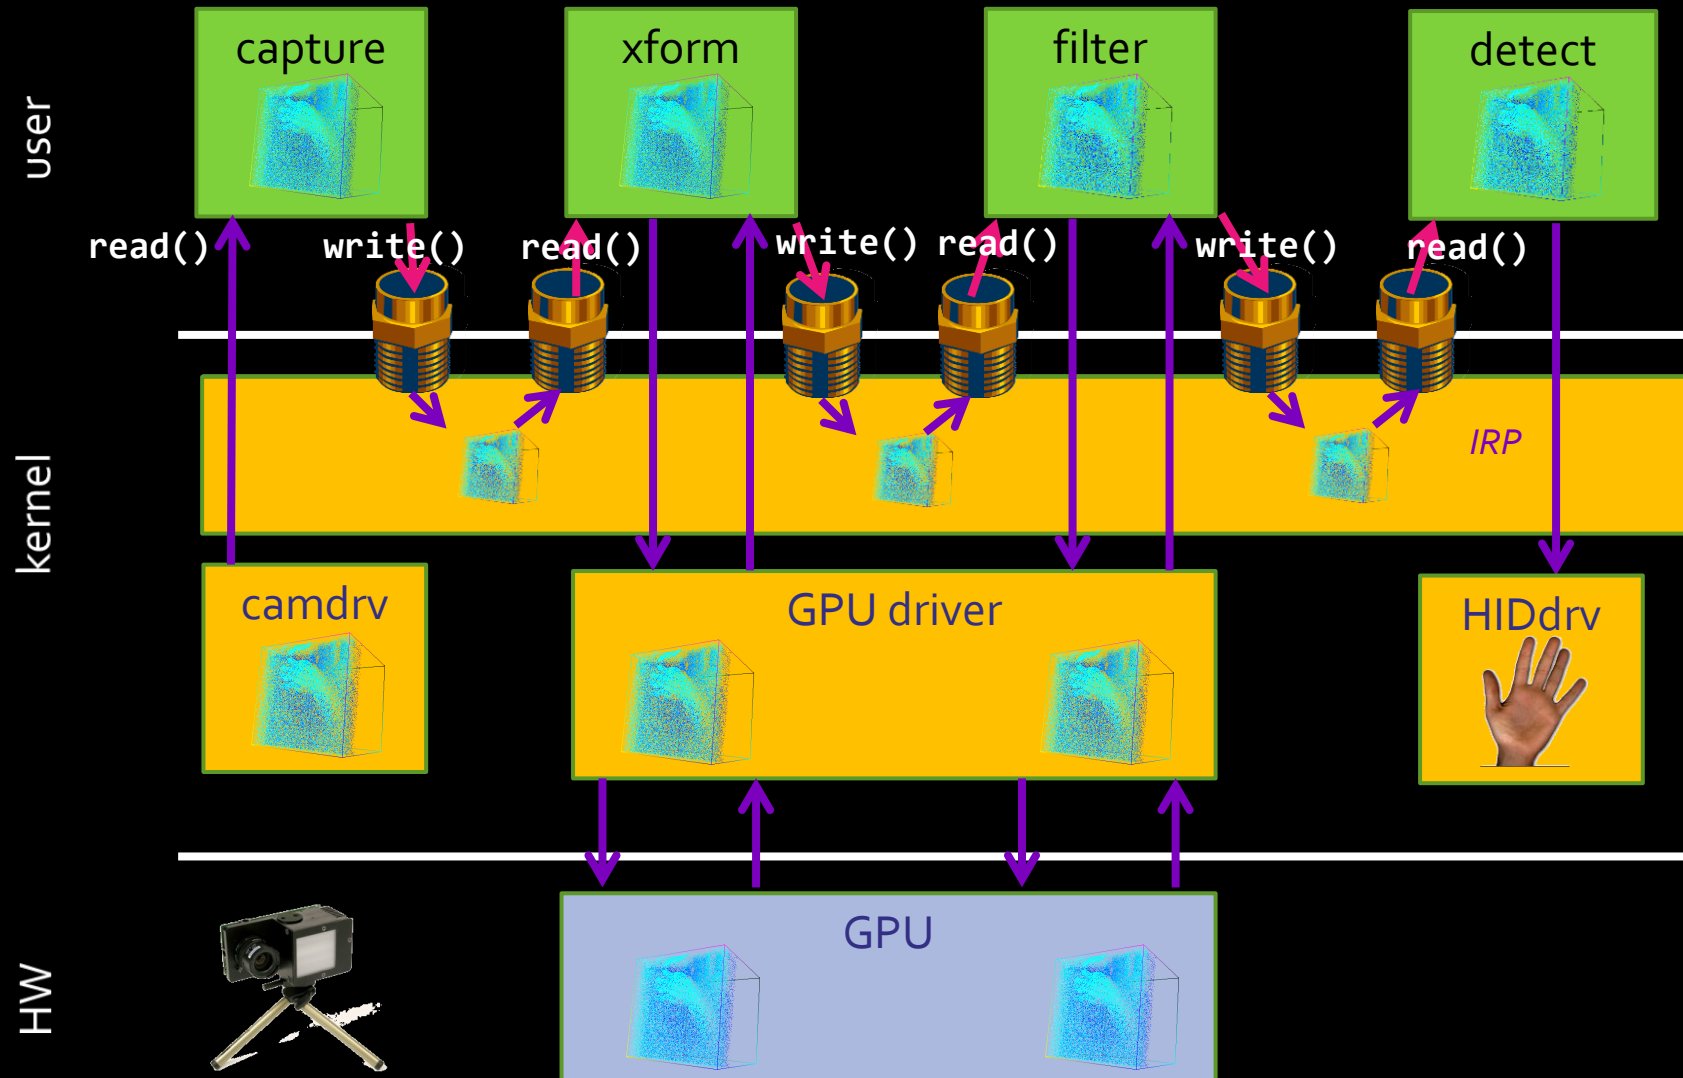 user
capture
xform
filter
detect
read()
write()
read()
write()
read()
write()
read()
kernel
IRP
camdrv
GPU driver
HIDdrv
HW
GPU